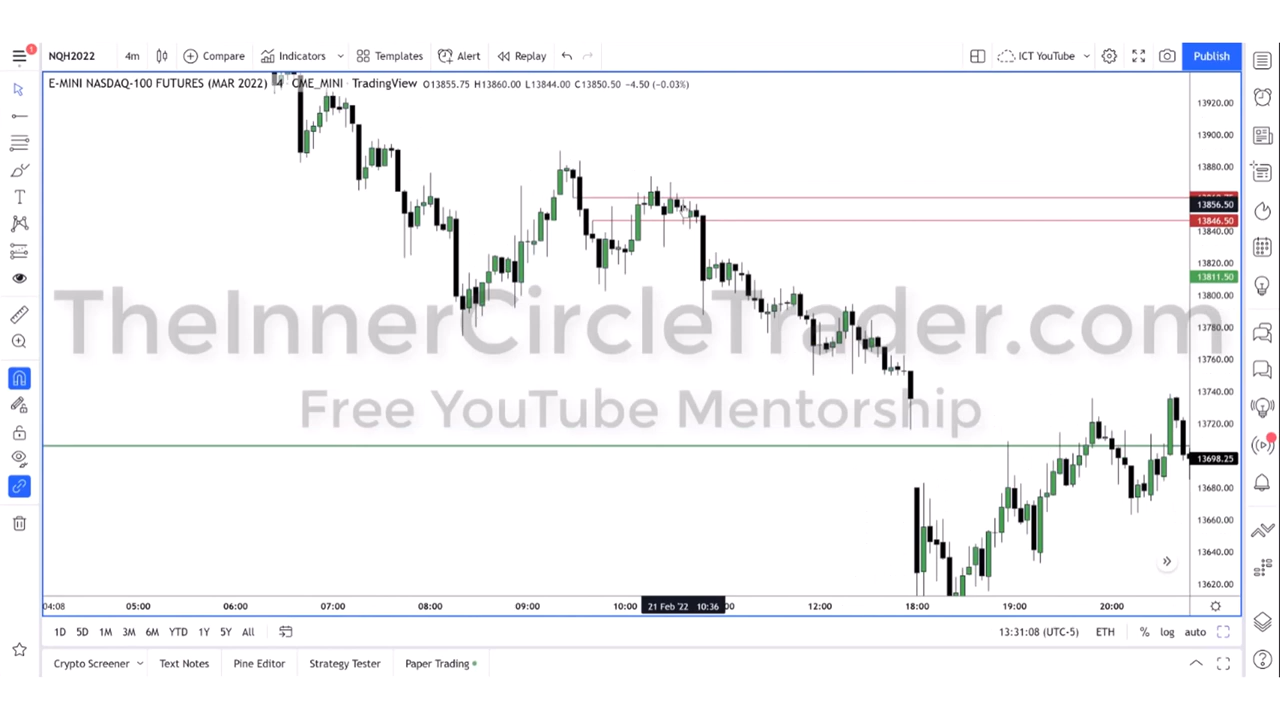 NQH2022 4m Compare Indicators Templates Alert Replay ICT YouTube Publish
E-MINI NASDAQ-100 FUTURES (MAR 2022) 4 CME_MINI TradingView O13855.75 H13860.00 L13844.00 C13850.50 −4.50 (−0.03%)
13920.00
13900.00
13880.00
13856.50
13846.50
13840.00
13820.00
13811.50
13800.00
13780.00
13760.00
13740.00
13720.00
13698.25
13680.00
13660.00
13640.00
13620.00
TheInnerCircleTrader.com
Free YouTube Mentorship
04:08 05:00 06:00 07:00 08:00 09:00 10:00 21 Feb '22 10:36 12:00 18:00 19:00 20:00
1D 5D 1M 3M 6M YTD 1Y 5Y All 13:31:08 (UTC-5) ETH % log auto
Crypto Screener Text Notes Pine Editor Strategy Tester Paper Trading